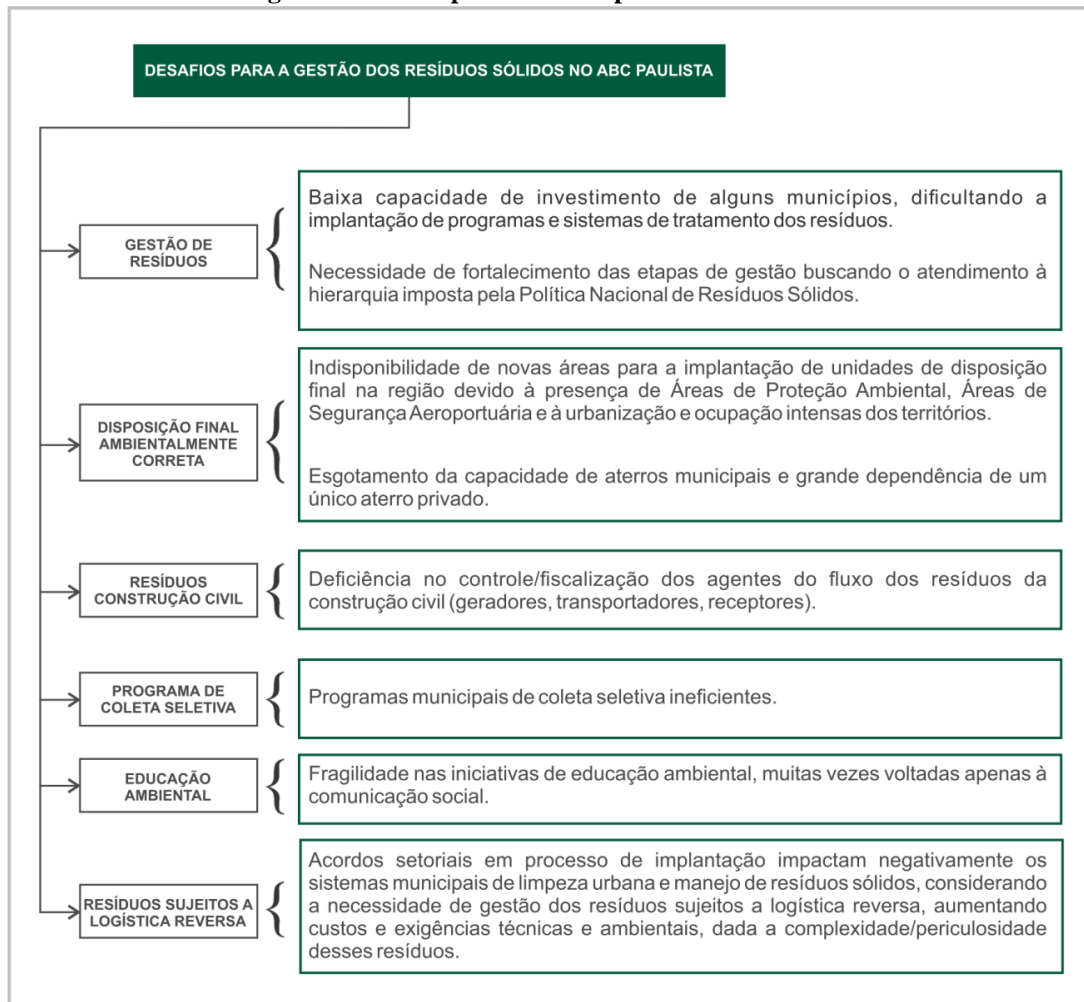 DESAFIOS PARA A GESTÃO DOS RESÍDUOS SÓLIDOS NO ABC PAULISTA
GESTÃO DE
RESÍDUOS
Baixa capacidade de investimento de alguns municípios, dificultando a
implantação de programas e sistemas de tratamento dos resíduos.
Necessidade de fortalecimento das etapas de gestão buscando o atendimento à
hierarquia imposta pela Política Nacional de Resíduos Sólidos.
DISPOSIÇÃO FINAL
AMBIENTALMENTE
CORRETA
Indisponibilidade de novas áreas para a implantação de unidades de disposição
final na região devido à presença de Áreas de Proteção Ambiental, Áreas de
Segurança Aeroportuária e à urbanização e ocupação intensas dos territórios.
Esgotamento da capacidade de aterros municipais e grande dependência de um
único aterro privado.
RESÍDUOS
CONSTRUÇÃO CIVIL
Deficiência no controle/fiscalização dos agentes do fluxo dos resíduos da
construção civil (geradores, transportadores, receptores).
PROGRAMA DE
COLETA SELETIVA
Programas municipais de coleta seletiva ineficientes.
EDUCAÇÃO
AMBIENTAL
Fragilidade nas iniciativas de educação ambiental, muitas vezes voltadas apenas à
comunicação social.
RESÍDUOS SUJEITOS A
LOGÍSTICA REVERSA
Acordos setoriais em processo de implantação impactam negativamente os
sistemas municipais de limpeza urbana e manejo de resíduos sólidos, considerando
a necessidade de gestão dos resíduos sujeitos a logística reversa, aumentando
custos e exigências técnicas e ambientais, dada a complexidade/periculosidade
desses resíduos.